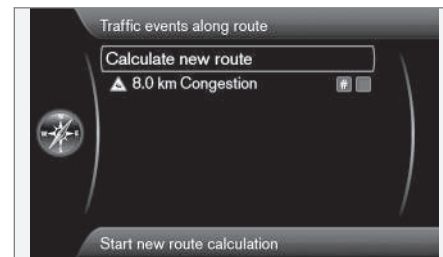 Traffic events along route
Calculate new route
8.0 km Congestion #
Start new route calculation